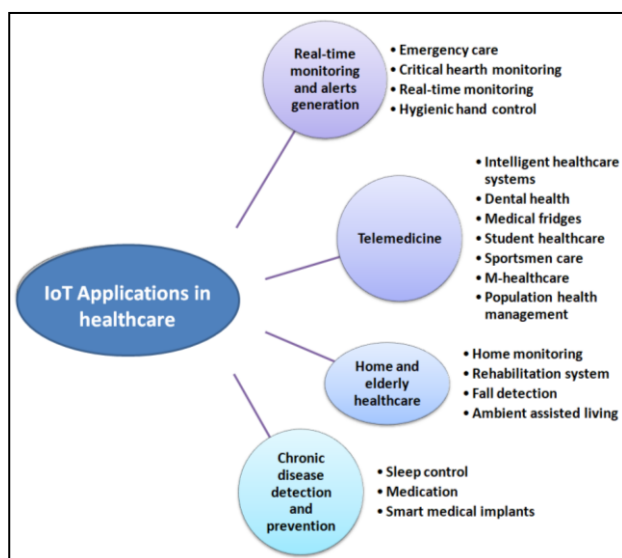 Real-time
monitoring
and alerts
generation
• Emergency care
• Critical hearth monitoring
• Real-time monitoring
• Hygienic hand control
Telemedicine
• Intelligent healthcare
systems
• Dental health
• Medical fridges
• Student healthcare
• Sportsmen care
• M-healthcare
• Population health
management
IoT Applications in
healthcare
Home and
elderly
healthcare
• Home monitoring
• Rehabilitation system
• Fall detection
• Ambient assisted living
Chronic
disease
detection
and
prevention
• Sleep control
• Medication
• Smart medical implants